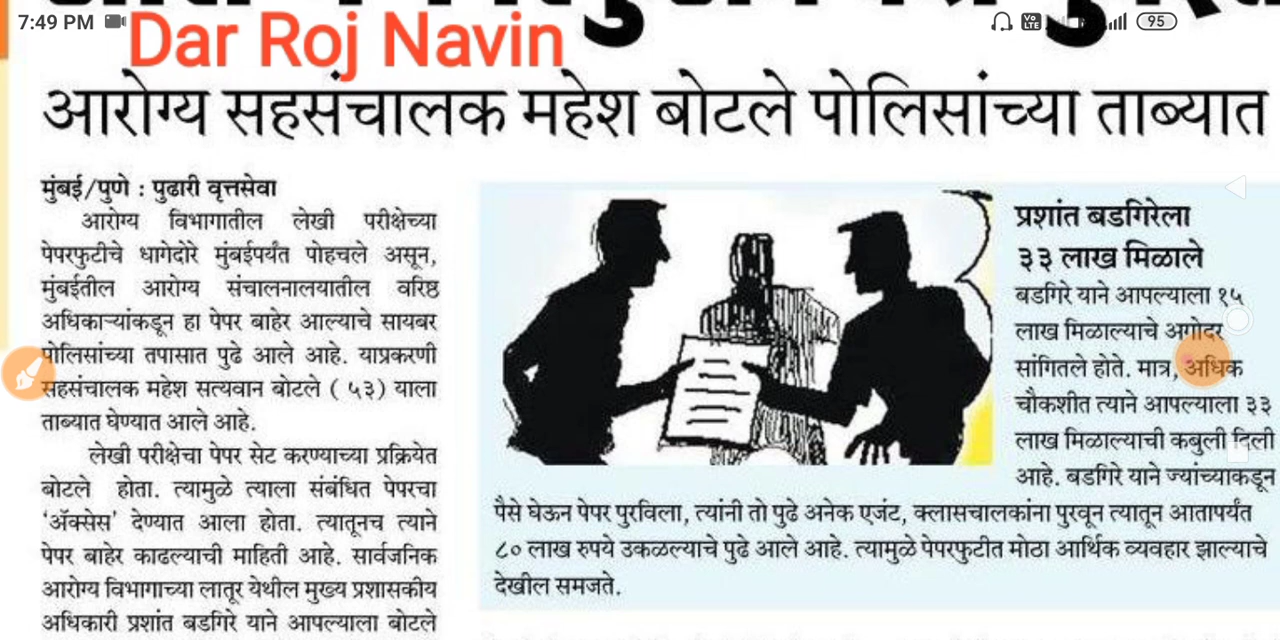 7:49 PM
95
Dar Roj Navin
आरोग्य सहसंचालक महेश बोटले पोलिसांच्या ताब्यात
मुंबई/पुणे : पुढारी वृत्तसेवा
आरोग्य विभागातील लेखी परीक्षेच्या
पेपरफुटीचे धागेदोरे मुंबईपर्यंत पोहचले असून,
मुंबईतील आरोग्य संचालनालयातील वरिष्ठ
अधिकाऱ्यांकडून हा पेपर बाहेर आल्याचे सायबर
पोलिसांच्या तपासात पुढे आले आहे. याप्रकरणी
सहसंचालक महेश सत्यवान बोटले ( ५३) याला
ताब्यात घेण्यात आले आहे.
लेखी परीक्षेचा पेपर सेट करण्याच्या प्रक्रियेत
बोटले होता. त्यामुळे त्याला संबंधित पेपरचा
‘ॲक्सेस’ देण्यात आला होता. त्यातूनच त्याने
पेपर बाहेर काढल्याची माहिती आहे. सार्वजनिक
आरोग्य विभागाच्या लातूर येथील मुख्य प्रशासकीय
अधिकारी प्रशांत बडगिरे याने आपल्याला बोटले
प्रशांत बडगिरेला
३३ लाख मिळाले
बडगिरे याने आपल्याला १५
लाख मिळाल्याचे अगोदर
सांगितले होते. मात्र, अधिक
चौकशीत त्याने आपल्याला ३३
लाख मिळाल्याची कबुली दिली
आहे. बडगिरे याने ज्यांच्याकडून
पैसे घेऊन पेपर पुरविला, त्यांनी तो पुढे अनेक एजंट, क्लासचालकांना पुरवून त्यातून आतापर्यंत
८० लाख रुपये उकळल्याचे पुढे आले आहे. त्यामुळे पेपरफुटीत मोठा आर्थिक व्यवहार झाल्याचे
देखील समजते.